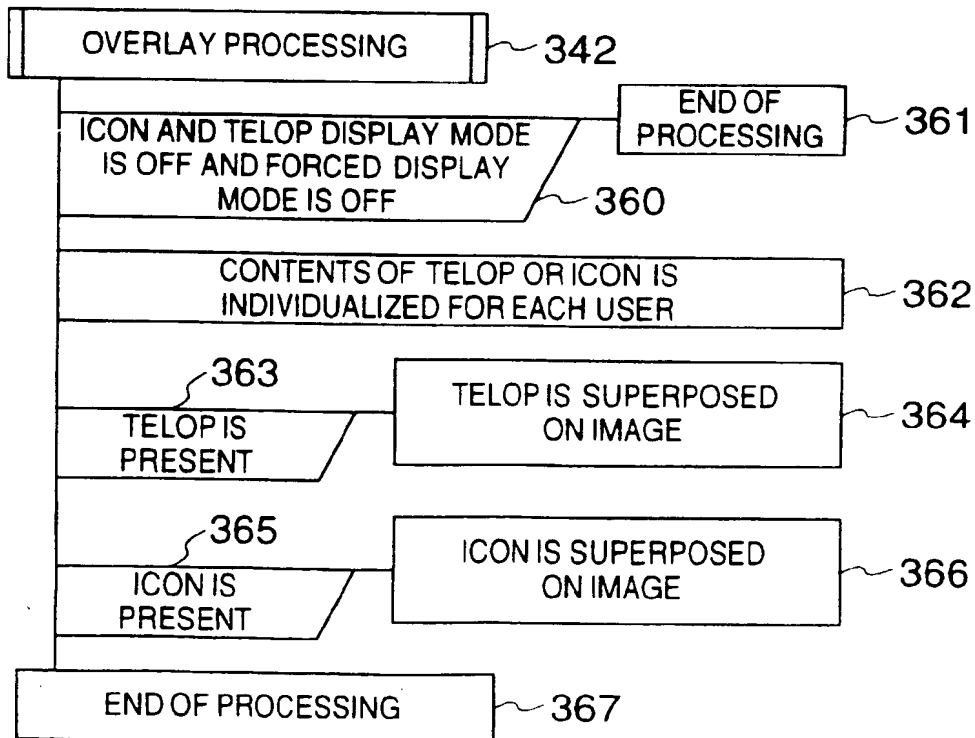 OVERLAY PROCESSING
342
ICON AND TELOP DISPLAY MODE
IS OFF AND FORCED DISPLAY
MODE IS OFF
360
END OF
PROCESSING
361
CONTENTS OF TELOP OR ICON IS
INDIVIDUALIZED FOR EACH USER
362
363
TELOP IS
PRESENT
TELOP IS SUPERPOSED
ON IMAGE
364
365
ICON IS
PRESENT
ICON IS SUPERPOSED
ON IMAGE
366
END OF PROCESSING
367